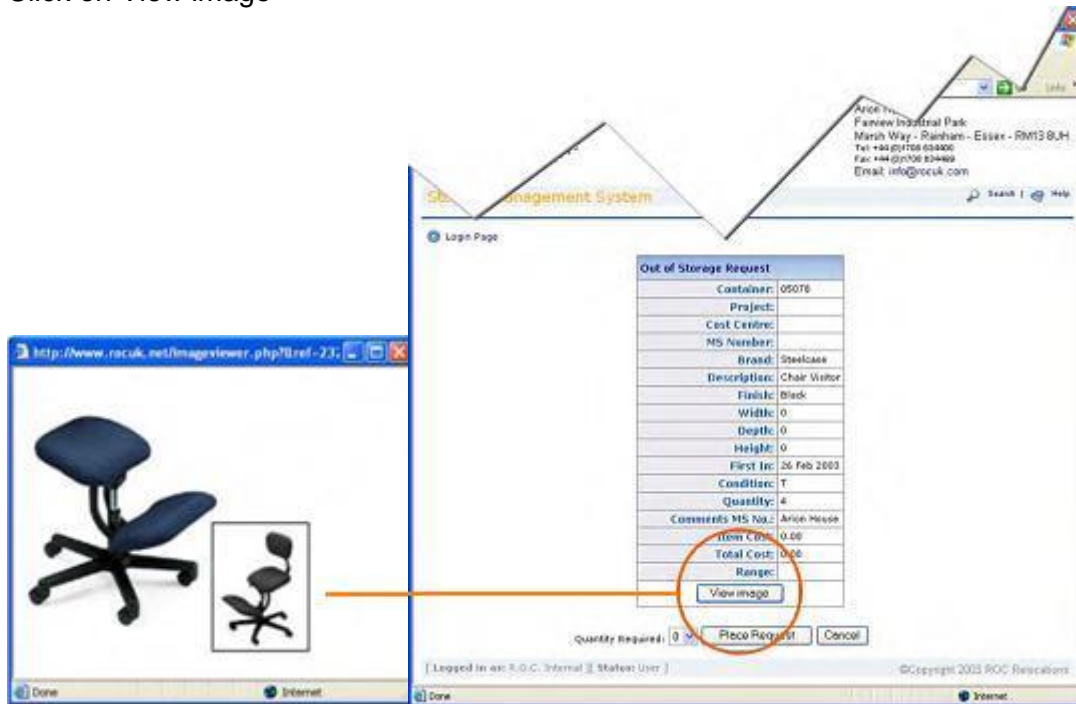 Click on View Image
Fairview Industrial Park
Marsh Way - Rainham - Essex - RM13 8UH
Email: info@rocuk.com
Management System
Search | Help
Login Page
Out of Storage Request
Container: 05078
Project:
Cost Centre:
MS Number:
Brand: Steelcase
Description: Chair Visitor
Finish: Black
Width: 0
Depth: 0
Height: 0
First In: 26 Feb 2003
Condition: T
Quantity: 4
Comments MS No.: Arion House
Item Cost: 0.00
Total Cost: 0.00
Range:
View image
Quantity Required: 0 Place Request Cancel
[ Logged in as: R.O.C. Internal ][ Status: User ]
©Copyright 2003 ROC Relocations
Done Internet
http://www.rocuk.net/imageviewer.php?
Done Internet